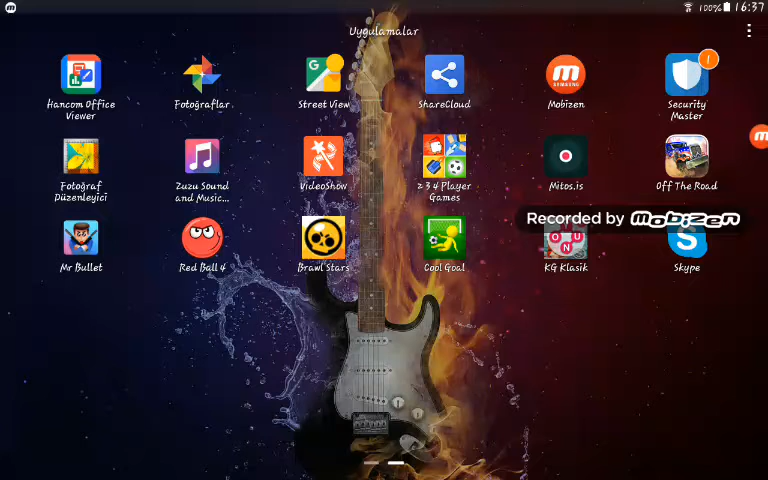 100% 16:37
Uygulamalar
Hancom Office Viewer
Fotoğraflar
Street View
ShareCloud
Mobizen
Security Master
1
SAMSUNG
Fotoğraf Düzenleyici
Zuzu Sound and Music...
VideoShow
2 3 4 Player Games
Mitos.is
Off The Road
Recorded by mobizen
Mr Bullet
Red Ball 4
Brawl Stars
Cool Goal
O N U
KG Klasik
Skype